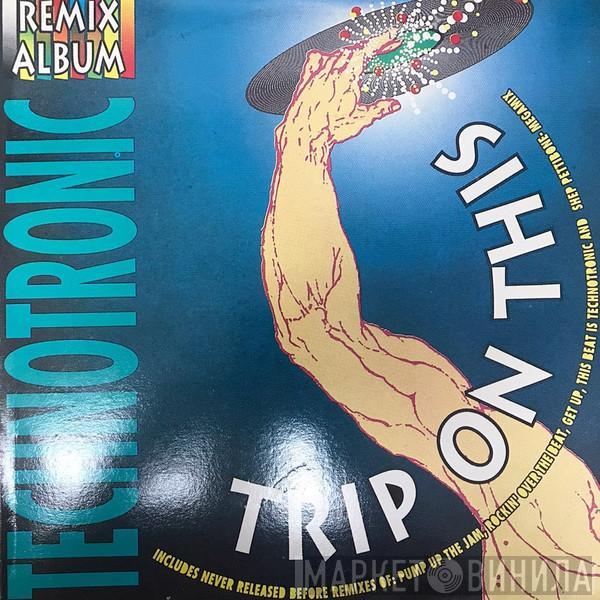 REMIX
ALBUM
TECHNOTRONIC
TRIP ON THIS
INCLUDES NEVER RELEASED BEFORE REMIXES OF: PUMP UP THE JAM, ROCKIN' OVER THE BEAT, GET UP, THIS BEAT IS TECHNOTRONIC AND SHEP PETTIBONE-MEGAMIX
МАРКЕТ ВИНИЛА